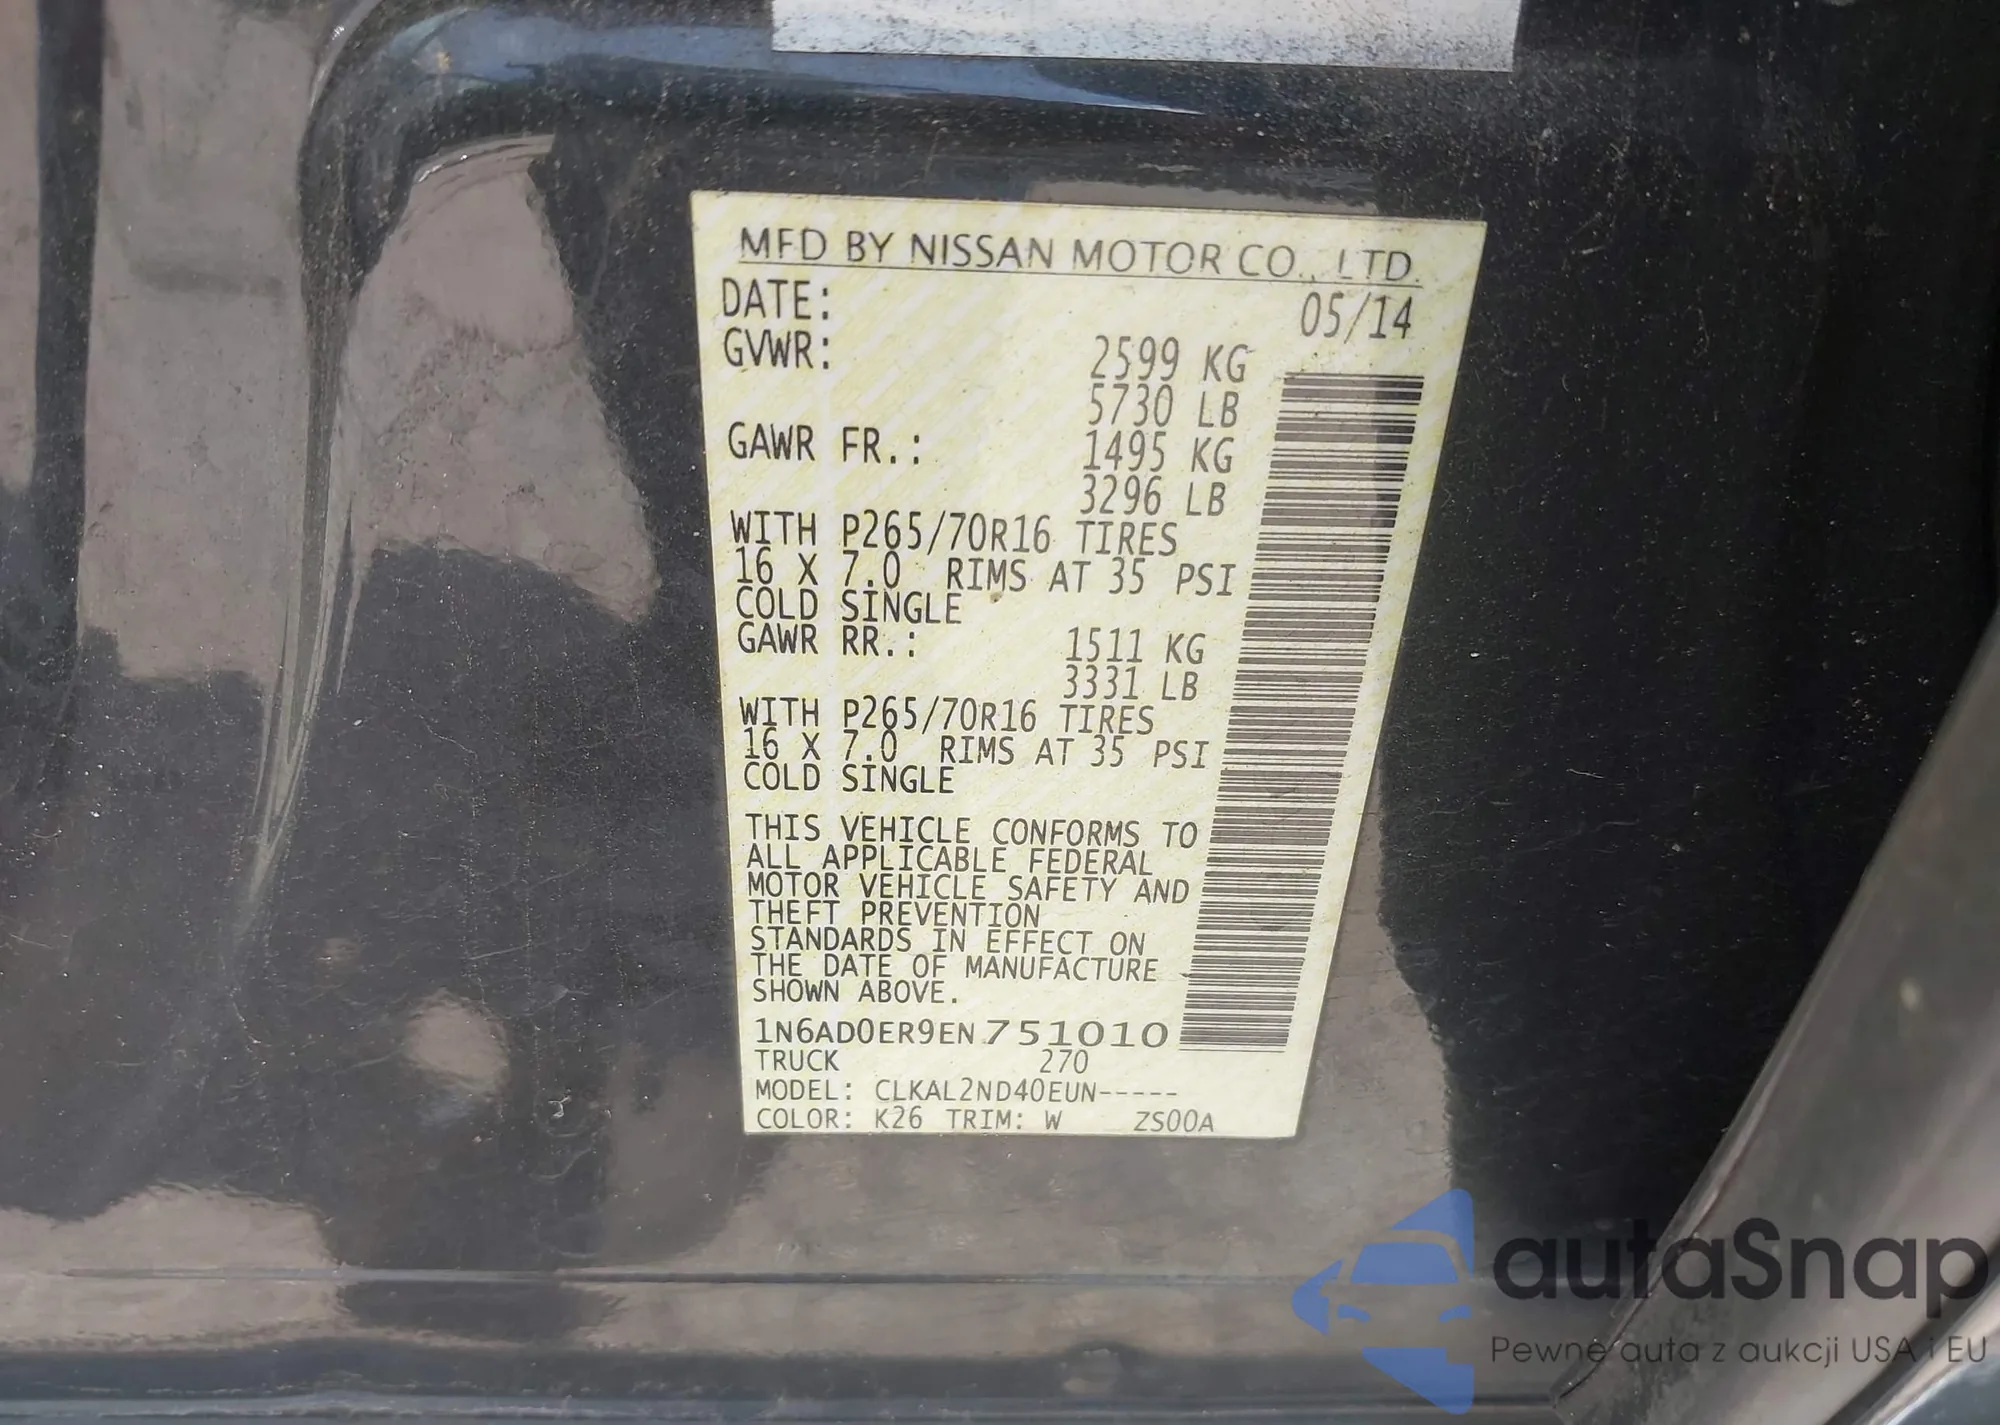 MFD BY NISSAN MOTOR CO., LTD.
DATE: 05/14
GVWR: 2599 KG
5730 LB
GAWR FR.: 1495 KG
3296 LB
WITH P265/70R16 TIRES
16 X 7.0 RIMS AT 35 PSI
COLD SINGLE
GAWR RR.: 1511 KG
3331 LB
WITH P265/70R16 TIRES
16 X 7.0 RIMS AT 35 PSI
COLD SINGLE
THIS VEHICLE CONFORMS TO
ALL APPLICABLE FEDERAL
MOTOR VEHICLE SAFETY AND
THEFT PREVENTION
STANDARDS IN EFFECT ON
THE DATE OF MANUFACTURE
SHOWN ABOVE.
1N6AD0ER9EN751010
TRUCK 270
MODEL: CLKAL2ND40EUN-----
COLOR: K26 TRIM: W ZS00A
autaSnap
Pewne auta z aukcji USA i EU